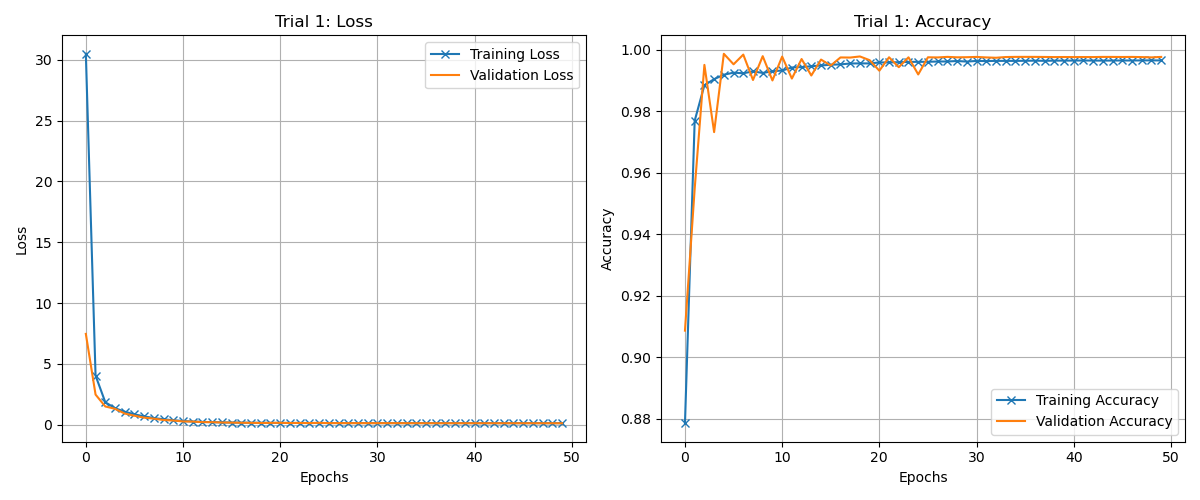 Trial 1: Loss
Training Loss
Validation Loss
30
25
20
15
10
5
0
Loss
0 10 20 30 40 50
Epochs
Trial 1: Accuracy
1.00
0.98
0.96
0.94
0.92
0.90
0.88
Accuracy
Training Accuracy
Validation Accuracy
0 10 20 30 40 50
Epochs